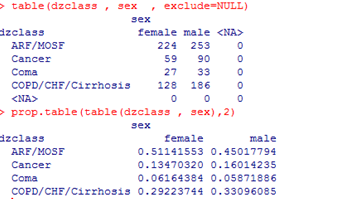 > table(dzclass , sex , exclude=NULL)
sex
dzclass female male <NA>
ARF/MOSF 224 253 0
Cancer 59 90 0
Coma 27 33 0
COPD/CHF/Cirrhosis 128 186 0
<NA> 0 0 0
> prop.table(table(dzclass , sex),2)
sex
dzclass female male
ARF/MOSF 0.51141553 0.45017794
Cancer 0.13470320 0.16014235
Coma 0.06164384 0.05871886
COPD/CHF/Cirrhosis 0.29223744 0.33096085